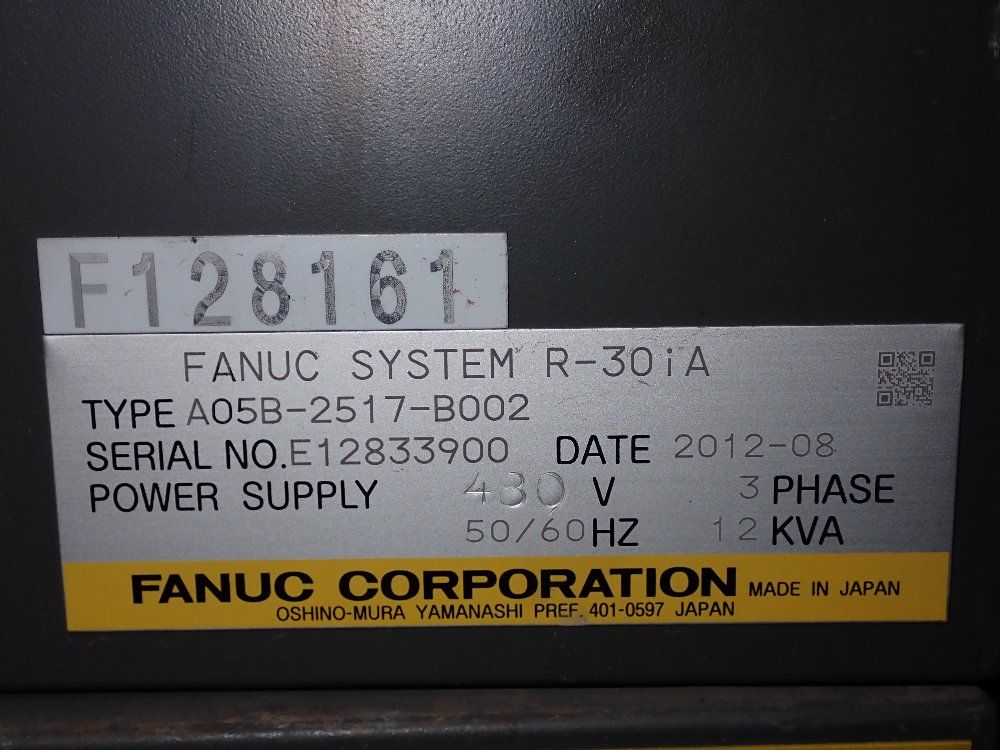 F128161
FANUC SYSTEM R-30iA
TYPE A05B-2517-B002
SERIAL NO. E12833900 DATE 2012-08
POWER SUPPLY 480 V 3 PHASE
50/60 HZ 12 KVA
FANUC CORPORATION MADE IN JAPAN
OSHINO-MURA YAMANASHI PREF. 401-0597 JAPAN